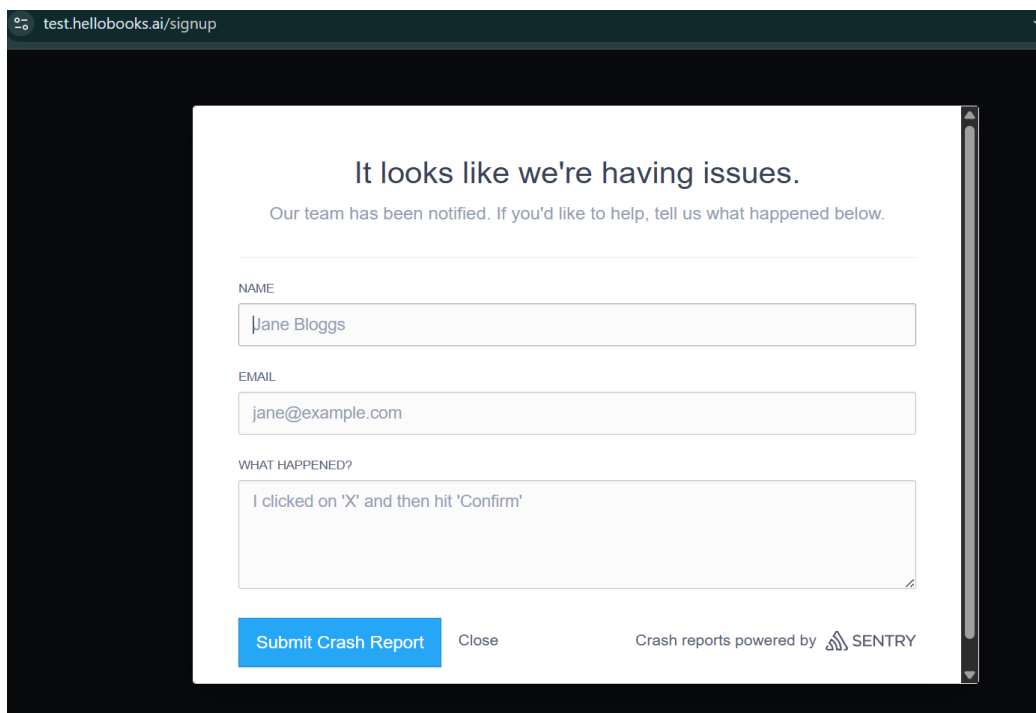 test.hellobooks.ai/signup
It looks like we're having issues.
Our team has been notified. If you'd like to help, tell us what happened below.
NAME
Jane Bloggs
EMAIL
jane@example.com
WHAT HAPPENED?
I clicked on 'X' and then hit 'Confirm'
Submit Crash Report
Close
Crash reports powered by SENTRY